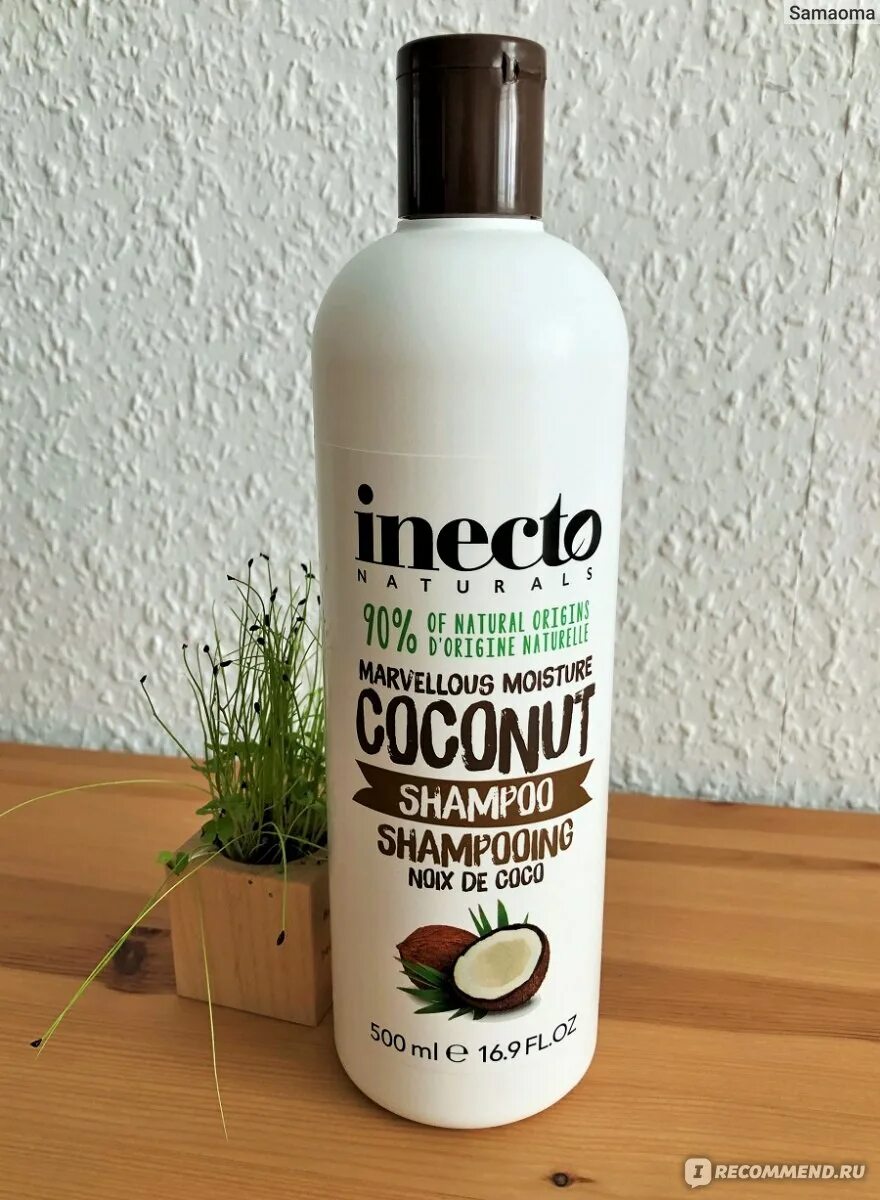 Samaoma
inecto
NATURALS
90% OF NATURAL ORIGINS
D'ORIGINE NATURELLE
MARVELLOUS MOISTURE
COCONUT
SHAMPOO
SHAMPOOING
NOIX DE COCO
500 ml e 16.9 FL.OZ
I RECOMMEND.RU